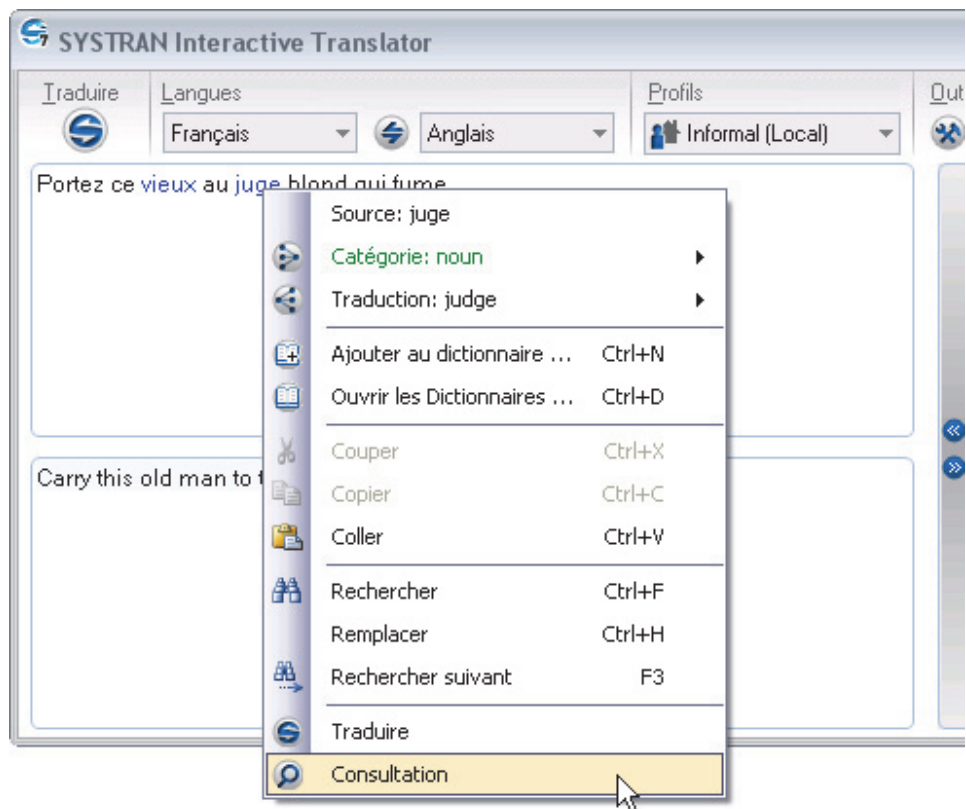 SYSTRAN Interactive Translator
Traduire Langues Profils Out
Français Anglais Informal (Local)
Portez ce vieux au juge blond qui fume
Source: juge
Catégorie: noun
Traduction: judge
Ajouter au dictionnaire ... Ctrl+N
Ouvrir les Dictionnaires ... Ctrl+D
Couper Ctrl+X
Carry this old man to t
Copier Ctrl+C
Coller Ctrl+V
Rechercher Ctrl+F
Remplacer Ctrl+H
Rechercher suivant F3
Traduire
Consultation